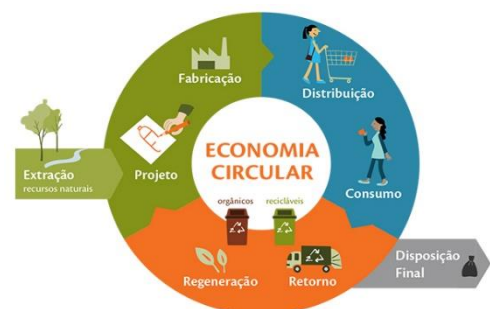 Fabricação
Distribuição
Extração
recursos naturais
Projeto
ECONOMIA
CIRCULAR
Consumo
orgânicos
recicláveis
Regeneração
Retorno
Disposição
Final